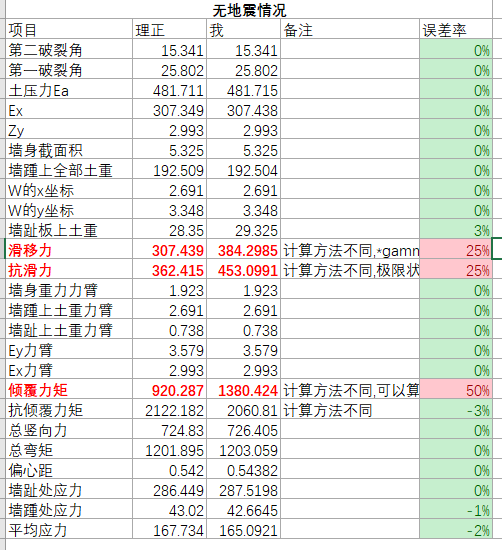 无地震情况
项目 理正 我 备注 误差率
第二破裂角 15.341 15.341 0%
第一破裂角 25.802 25.802 0%
土压力Ea 481.711 481.715 0%
Ex 307.349 307.438 0%
Zy 2.993 2.993 0%
墙身截面积 5.325 5.325 0%
墙踵上全部土重 192.509 192.504 0%
W的x坐标 2.691 2.691 0%
W的y坐标 3.348 3.348 0%
墙趾板上土重 28.35 29.325 3%
滑移力 307.439 384.2985 计算方法不同,*gamn 25%
抗滑力 362.415 453.0991 计算方法不同,极限状 25%
墙身重力力臂 1.923 1.923 0%
墙踵上土重力臂 2.691 2.691 0%
墙趾上土重力臂 0.738 0.738 0%
Ey力臂 3.579 3.579 0%
Ex力臂 2.993 2.993 0%
倾覆力矩 920.287 1380.424 计算方法不同,可以算 50%
抗倾覆力矩 2122.182 2060.81 计算方法不同 -3%
总竖向力 724.83 726.405 0%
总弯矩 1201.895 1203.059 0%
偏心距 0.542 0.54382 0%
墙趾处应力 286.449 287.5198 0%
墙踵处应力 43.02 42.6645 -1%
平均应力 167.734 165.0921 -2%